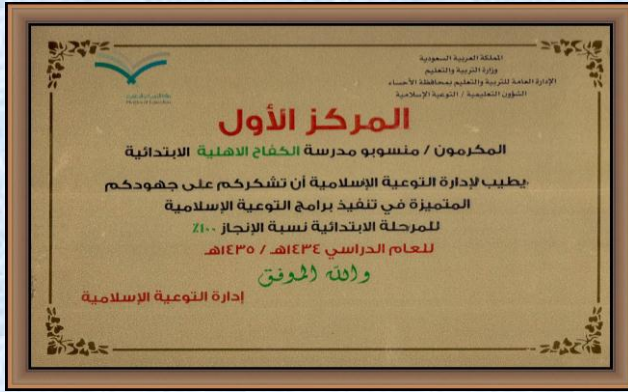 المملكة العربية السعودية
وزارة التربية والتعليم
الإدارة العامة للتربية والتعليم بمحافظة الأحساء
الشؤون التعليمية / التوعية الإسلامية
المركز الأول
المكرمون / منسوبو مدرسة الكفاح الاهلية الابتدائية
يطيب لإدارة التوعية الإسلامية أن تشكركم على جهودكم
المتميزة في تنفيذ برامج التوعية الإسلامية
للمرحلة الابتدائية نسبة الإنجاز ١٠٠٪
للعام الدراسي ١٤٣٤هـ / ١٤٣٥هـ
والله الموفق
إدارة التوعية الإسلامية